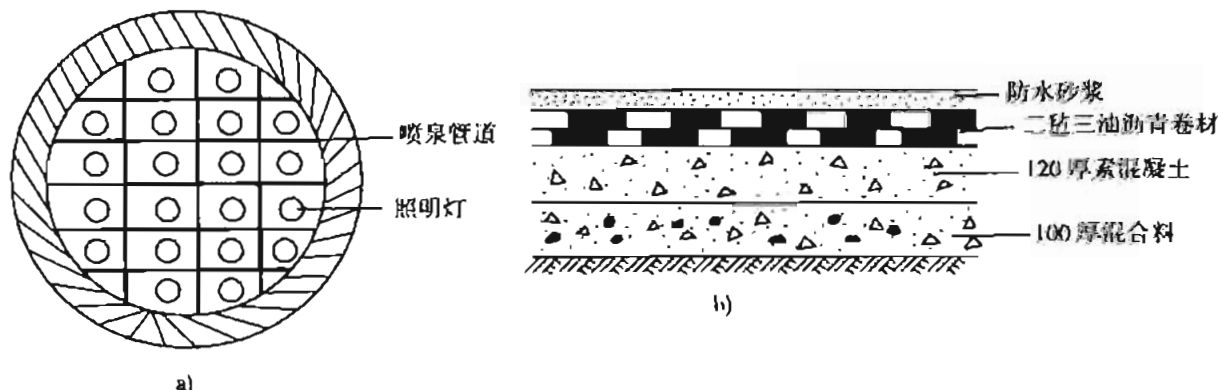 喷泉管道
照明灯
a)
防水砂浆
二毡三油沥青卷材
120厚素混凝土
100厚混合料
b)